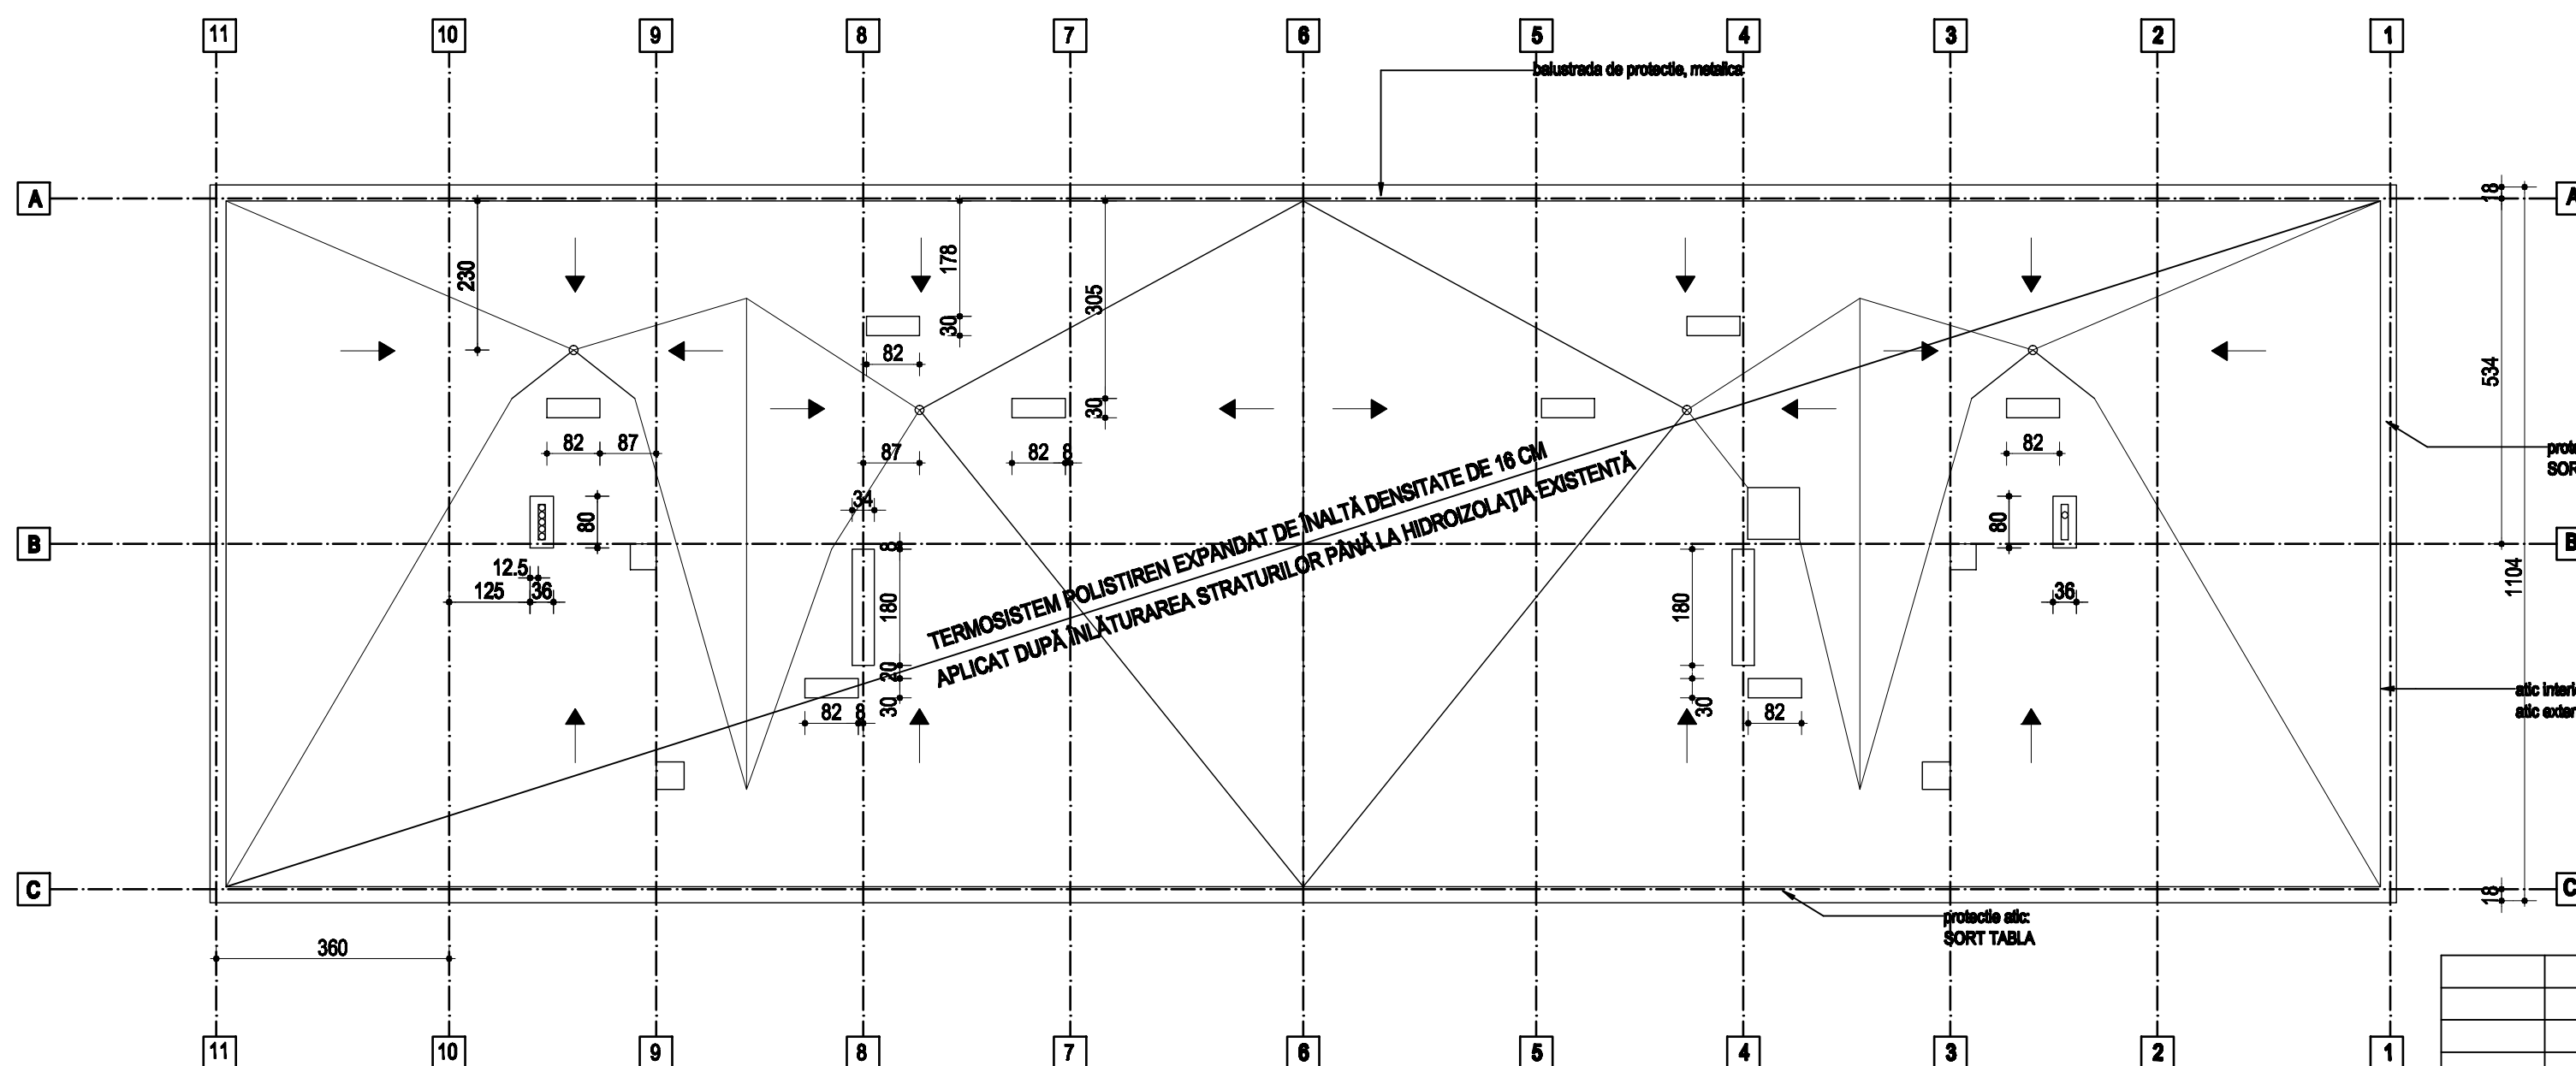 11 10 9 8 7 6 5 4 3 2 1
balustrada de protectie, metalica
A A
18
230
178
305
30
534
82
30
82 87
87
82 8
82
34
80
80
B B
8
12.5
125 36
180
180
36
1104
TERMOSISTEM POLISTIREN EXPANDAT DE ÎNALTĂ DENSITATE DE 16 CM
APLICAT DUPĂ ÎNLĂTURAREA STRATURILOR PÂNĂ LA HIDROIZOLAŢIA EXISTENTĂ
20
30
30
82 8
82
atic
atic
C C
18
protectie atic:
SORT TABLA
360
11 10 9 8 7 6 5 4 3 2 1